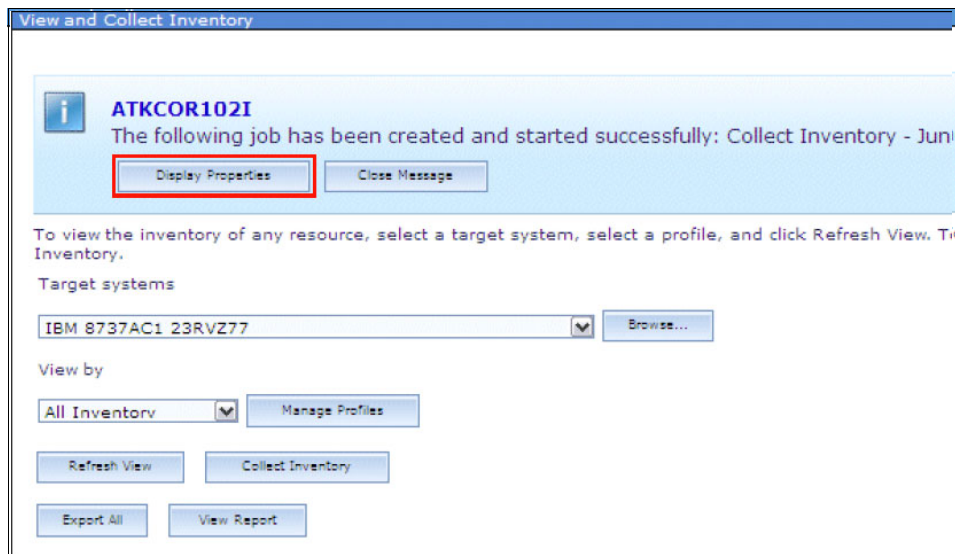 View and Collect Inventory
ATKCOR102I
The following job has been created and started successfully: Collect Inventory - Jun
Display Properties
Close Message
To view the inventory of any resource, select a target system, select a profile, and click Refresh View. T
Inventory.
Target systems
IBM 8737AC1 23RVZ77
Browse...
View by
All Inventory
Manage Profiles
Refresh View
Collect Inventory
Export All
View Report